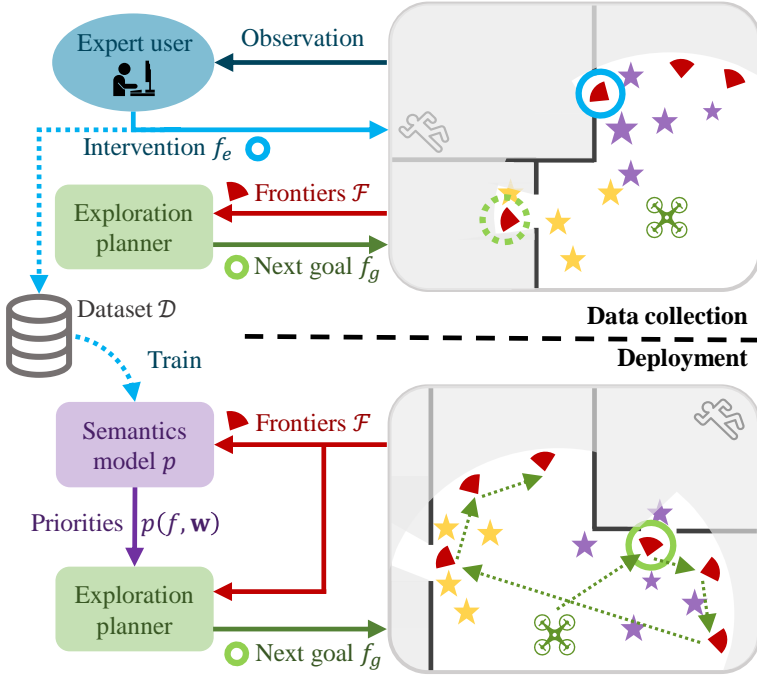 Expert user
Observation
Intervention f_e
Frontiers ℱ
Exploration
planner
Next goal f_g
Dataset 𝒟
Data collection
Deployment
Train
Semantics
model p
Frontiers ℱ
Priorities p(f, w)
Exploration
planner
Next goal f_g